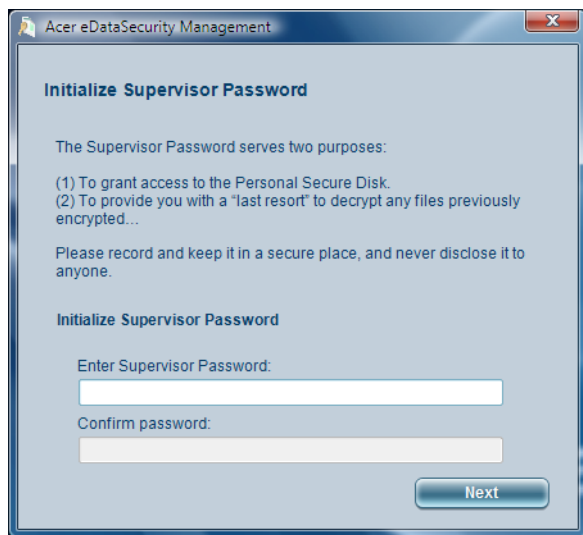 Acer eDataSecurity Management
Initialize Supervisor Password
The Supervisor Password serves two purposes:
(1) To grant access to the Personal Secure Disk.
(2) To provide you with a “last resort” to decrypt any files previously
encrypted...
Please record and keep it in a secure place, and never disclose it to
anyone.
Initialize Supervisor Password
Enter Supervisor Password:
Confirm password:
Next